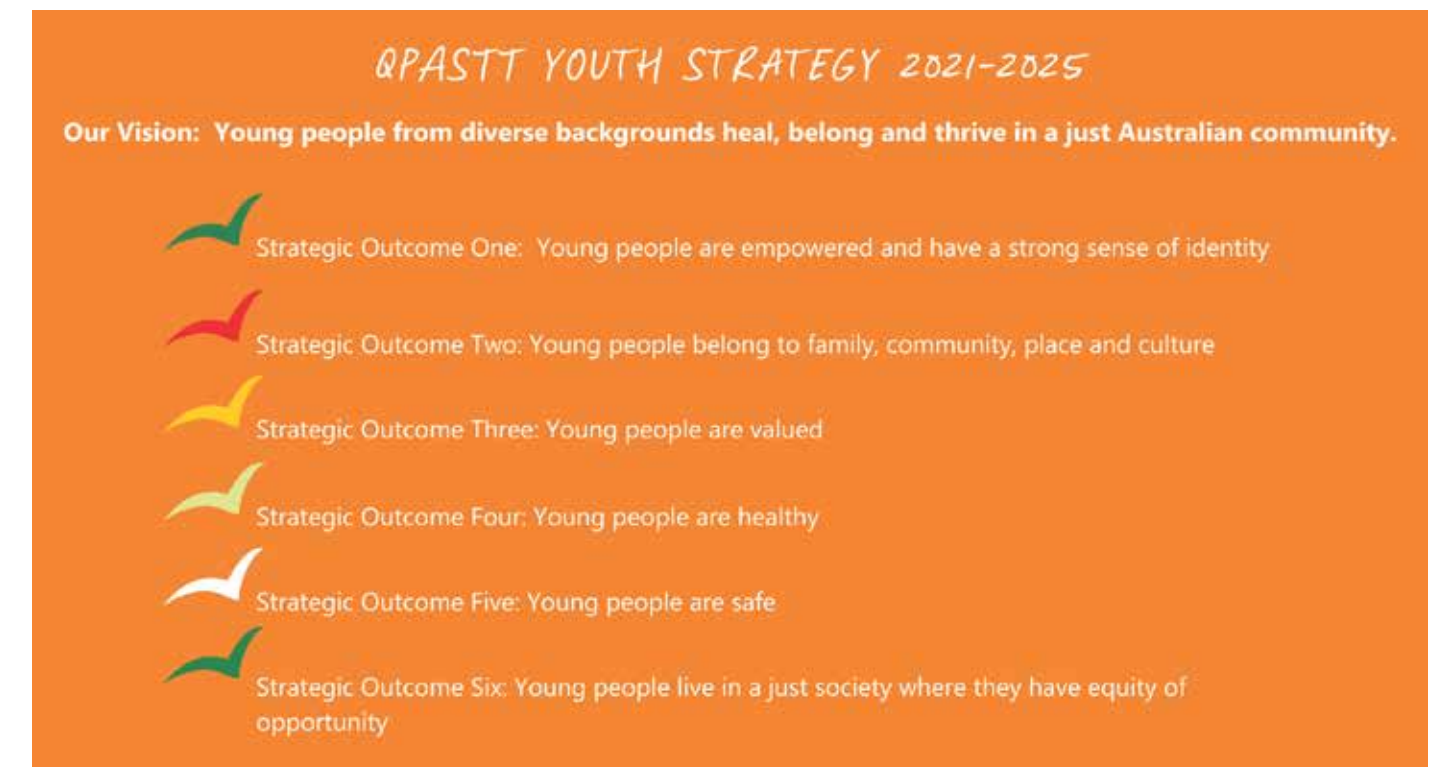 QPASTT YOUTH STRATEGY 2021-2025
Our Vision:  Young people from diverse backgrounds heal, belong and thrive in a just Australian community.
Strategic Outcome One:  Young people are empowered and have a strong sense of identity
Strategic Outcome Two: Young people belong to family, community, place and culture
Strategic Outcome Three: Young people are valued
Strategic Outcome Four: Young people are healthy
Strategic Outcome Five: Young people are safe
Strategic Outcome Six: Young people live in a just society where they have equity of
opportunity